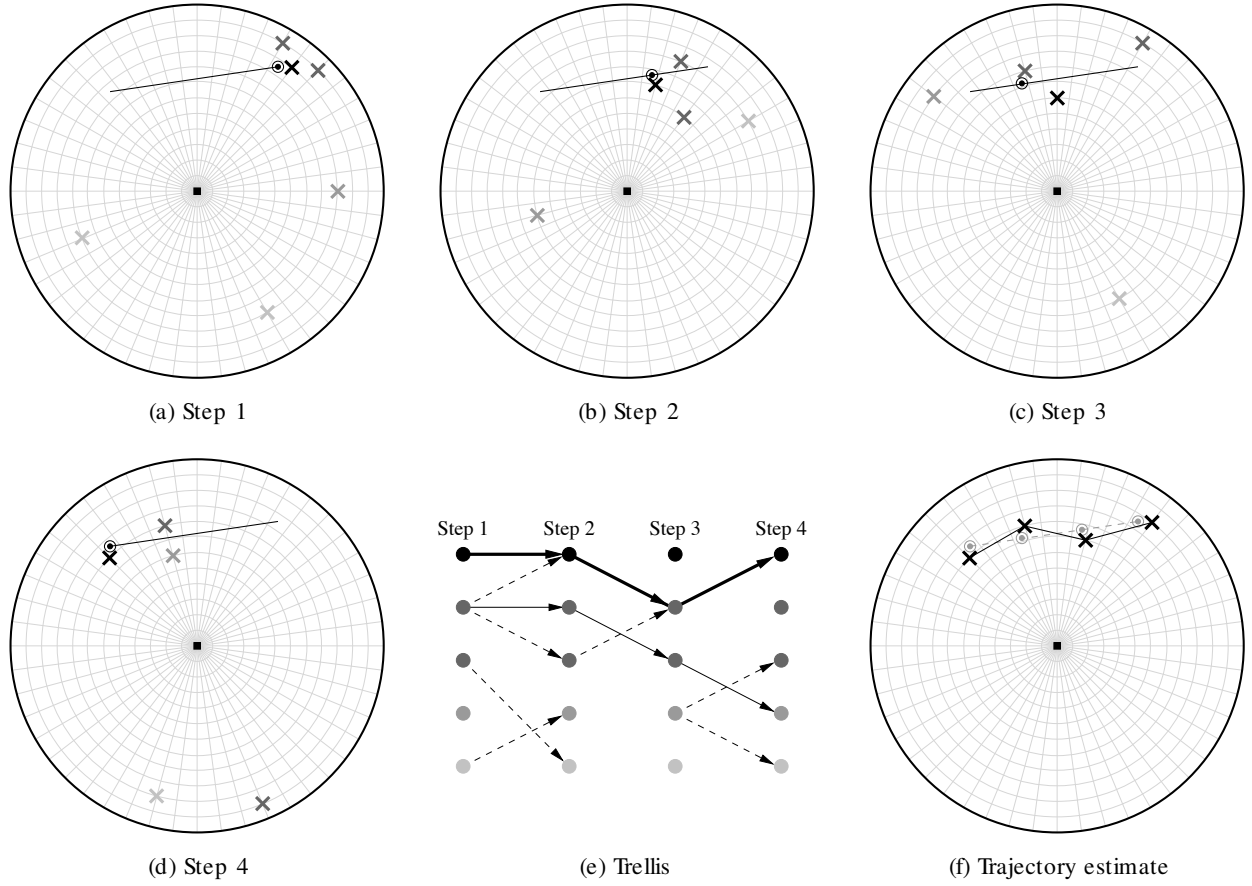 (a) Step 1
(b) Step 2
(c) Step 3
Step 1
Step 2
Step 3
Step 4
(d) Step 4
(e) Trellis
(f) Trajectory estimate